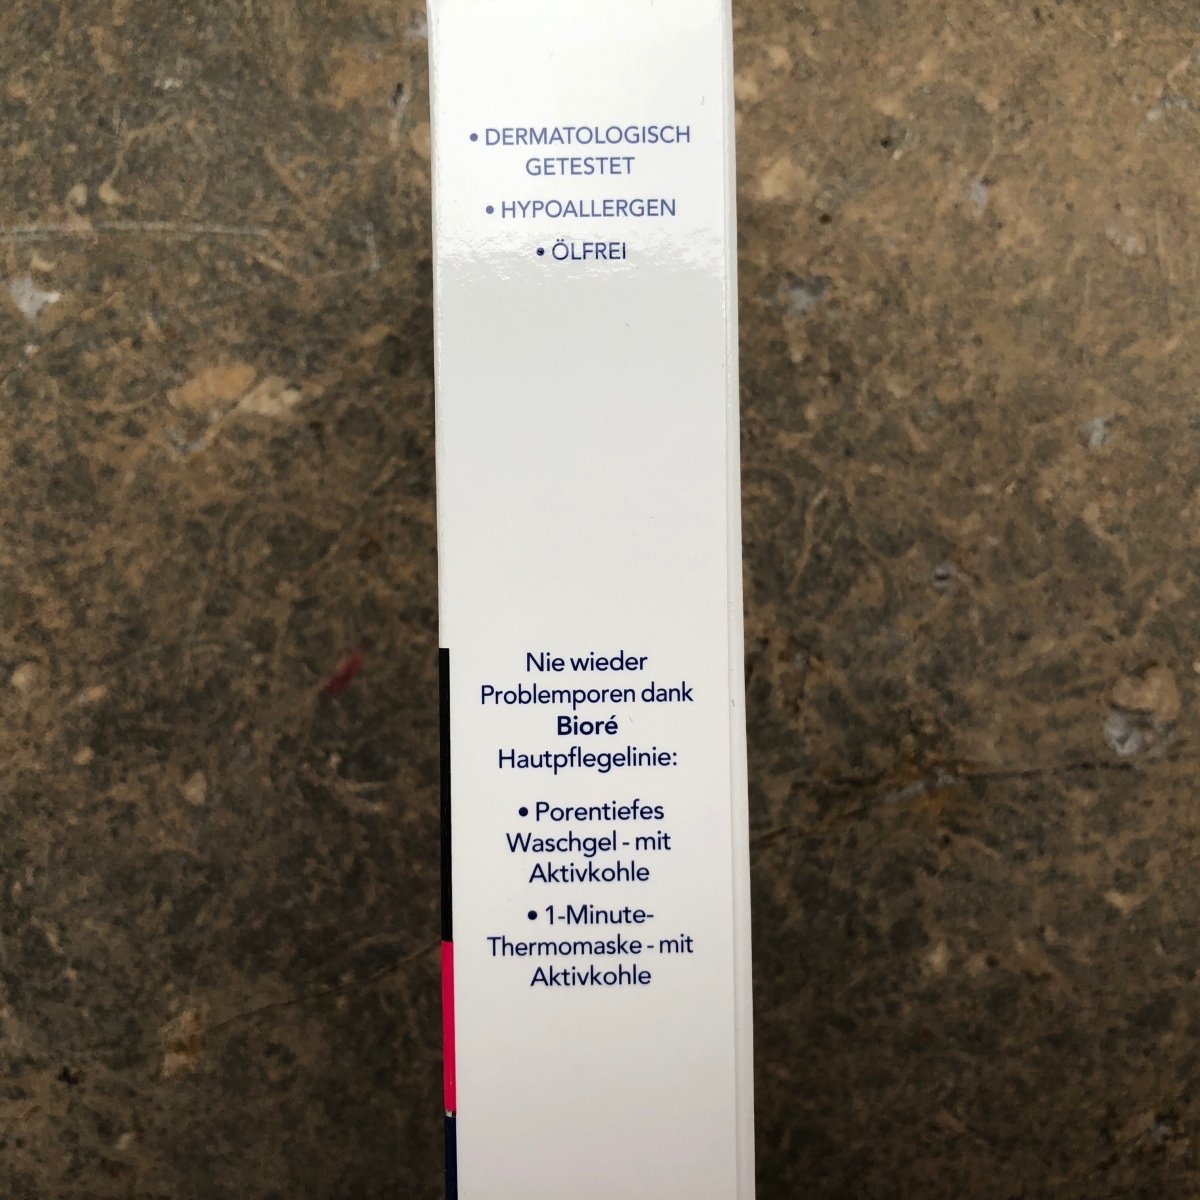 • DERMATOLOGISCH
GETESTET
• HYPOALLERGEN
• ÖLFREI
Nie wieder
Problemporen dank
Bioré
Hautpflegelinie:
• Porentiefes
Waschgel - mit
Aktivkohle
• 1-Minute-
Thermomaske - mit
Aktivkohle